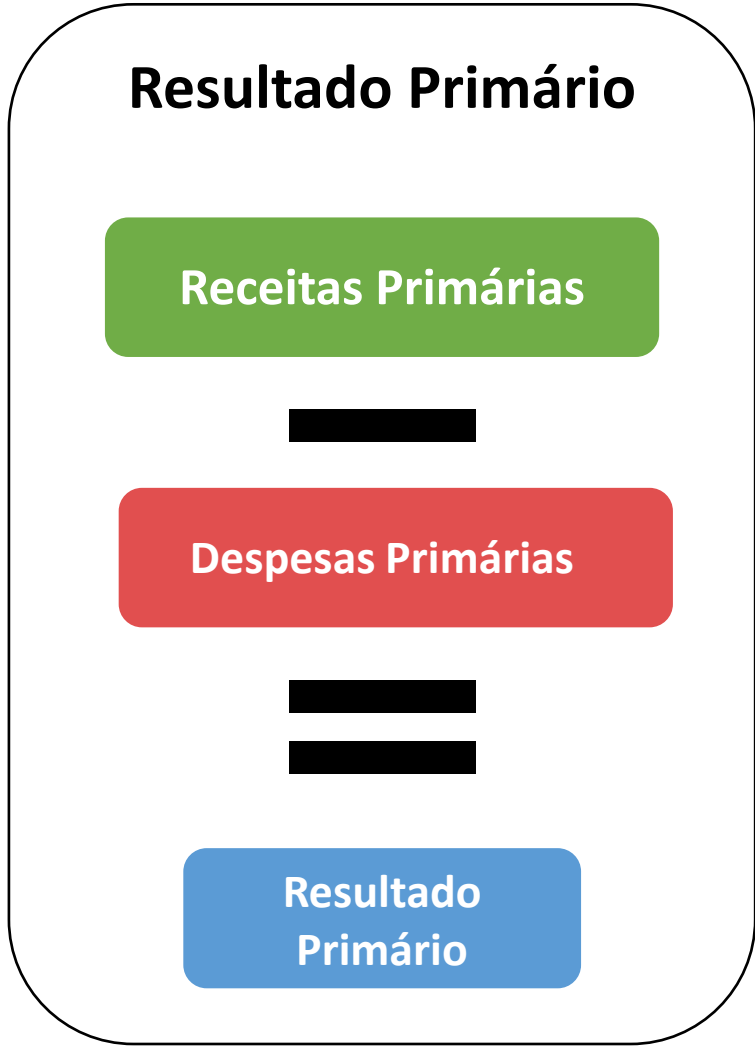 Resultado Primário
Receitas Primárias
Despesas Primárias
Resultado
Primário